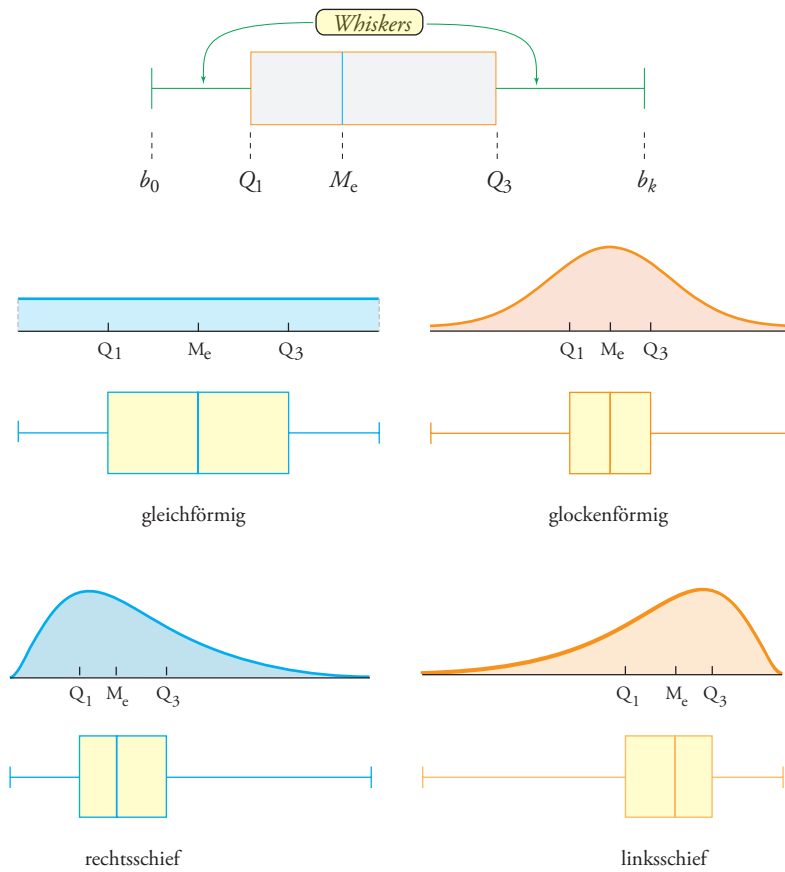 Whiskers
b₀ Q₁ Mₑ Q₃ bₖ
Q₁ Mₑ Q₃
Q₁ Mₑ Q₃
gleichförmig
glockenförmig
Q₁ Mₑ Q₃
Q₁ Mₑ Q₃
rechtsschief
linksschief